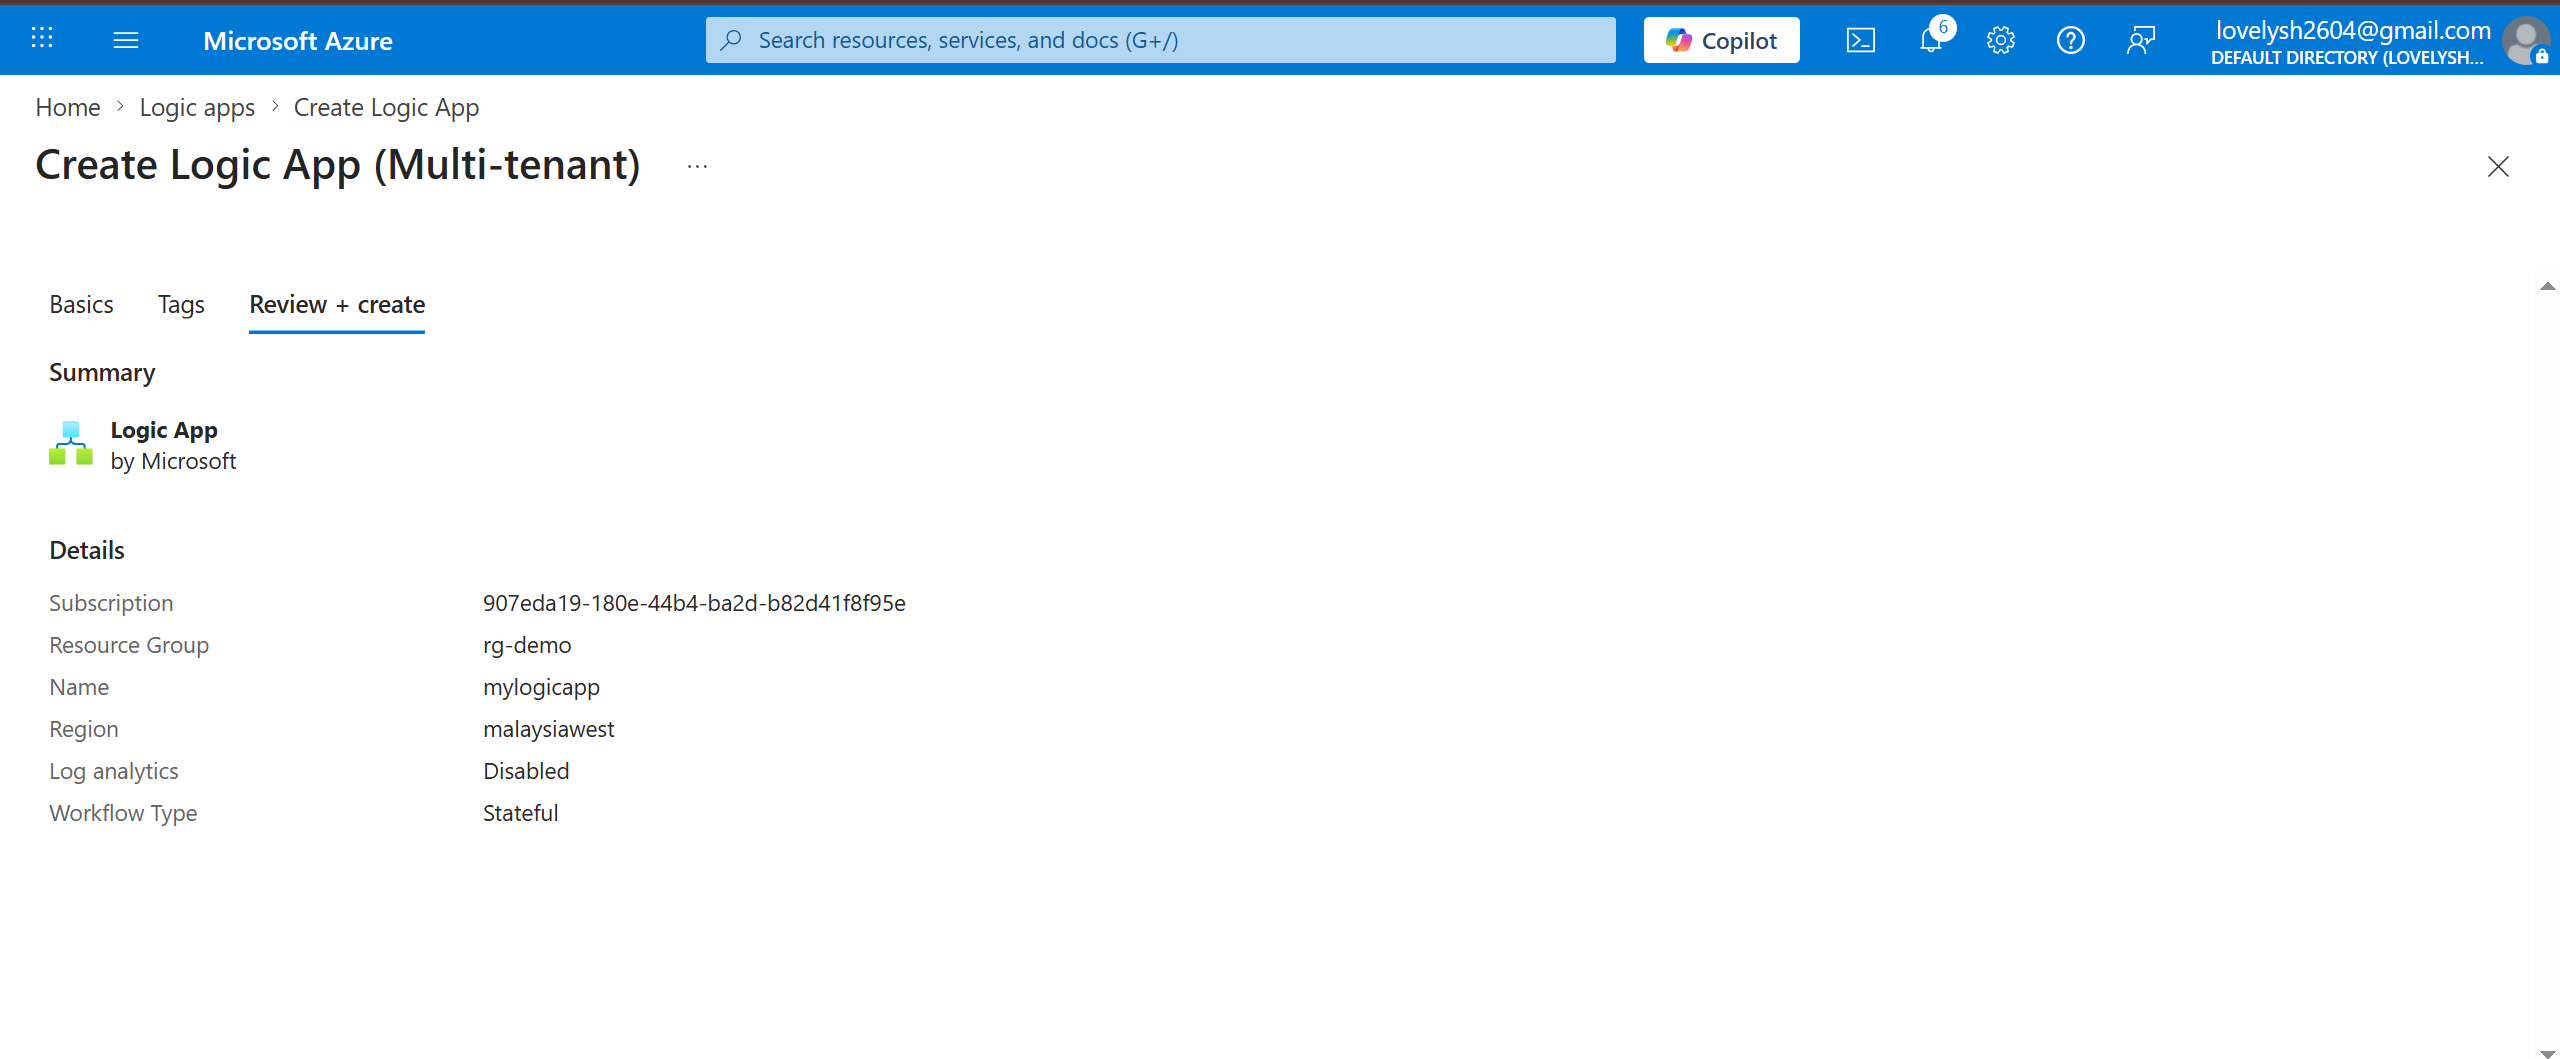 Microsoft Azure
Search resources, services, and docs (G+/)
Copilot
6
lovelysh2604@gmail.com
DEFAULT DIRECTORY (LOVELYSH...
Home > Logic apps > Create Logic App
Create Logic App (Multi-tenant) ...
Basics Tags Review + create
Summary
Logic App
by Microsoft
Details
Subscription 907eda19-180e-44b4-ba2d-b82d41f8f95e
Resource Group rg-demo
Name mylogicapp
Region malaysiawest
Log analytics Disabled
Workflow Type Stateful